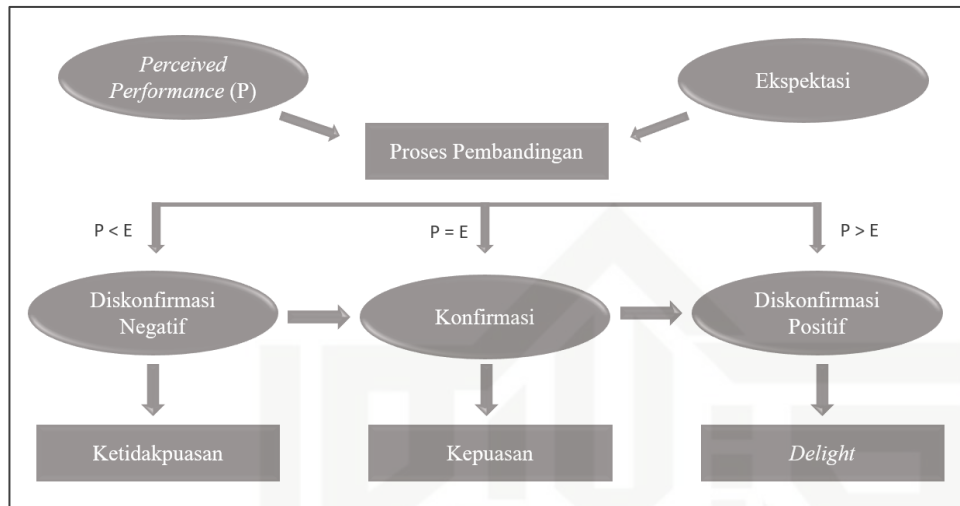 Perceived
Performance (P)
Ekspektasi
Proses Pembandingan
P < E
P = E
P > E
Diskonfirmasi
Negatif
Konfirmasi
Diskonfirmasi
Positif
Ketidakpuasan
Kepuasan
Delight